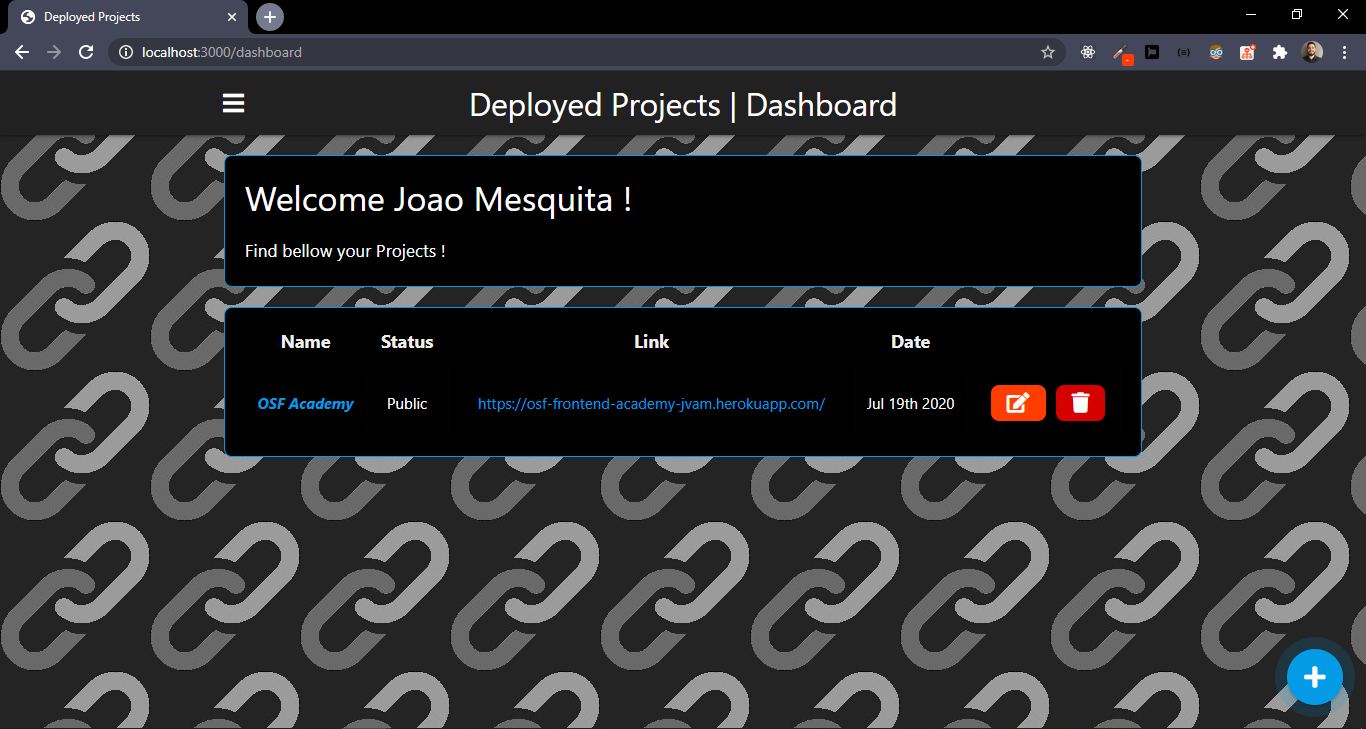 Deployed Projects
localhost:3000/dashboard
Deployed Projects | Dashboard
Welcome Joao Mesquita !
Find bellow your Projects !
Name Status Link Date
OSF Academy Public https://osf-frontend-academy-jvam.herokuapp.com/ Jul 19th 2020